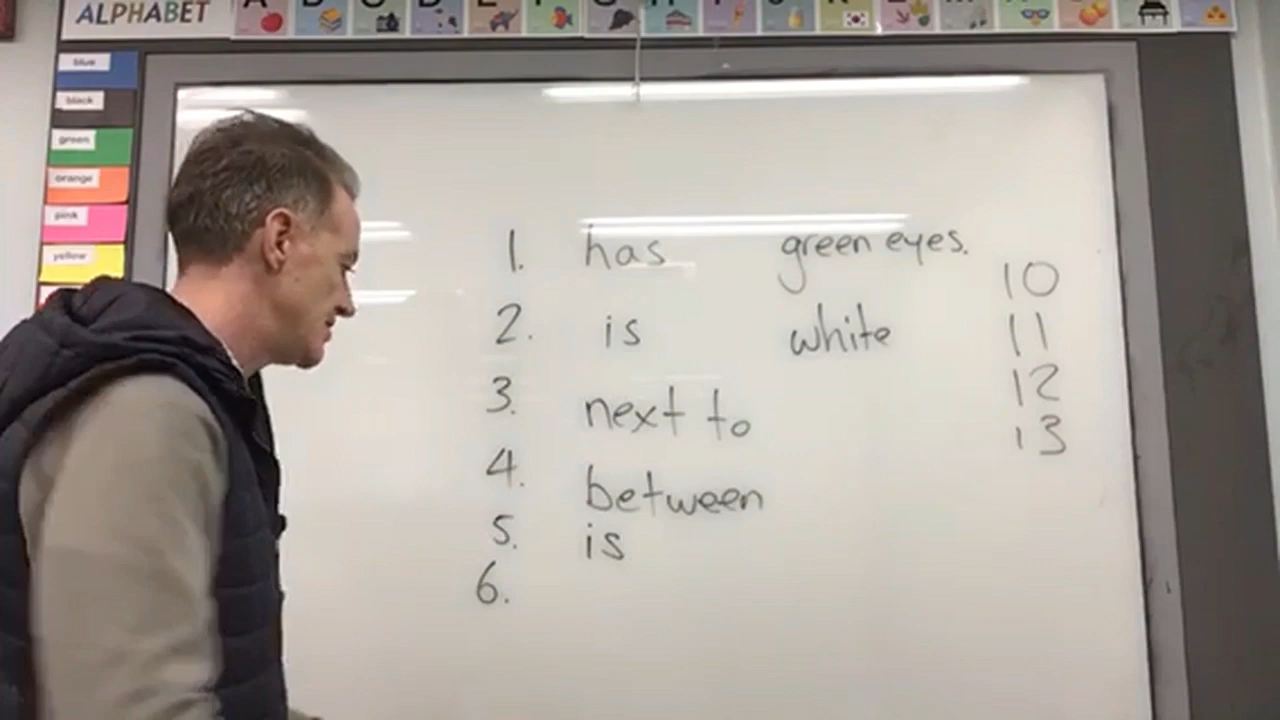 ALPHABET
blue
black
green
orange
pink
yellow
1. has green eyes.
2. is white
3. next to
4. between
5. is
6.
10
11
12
13